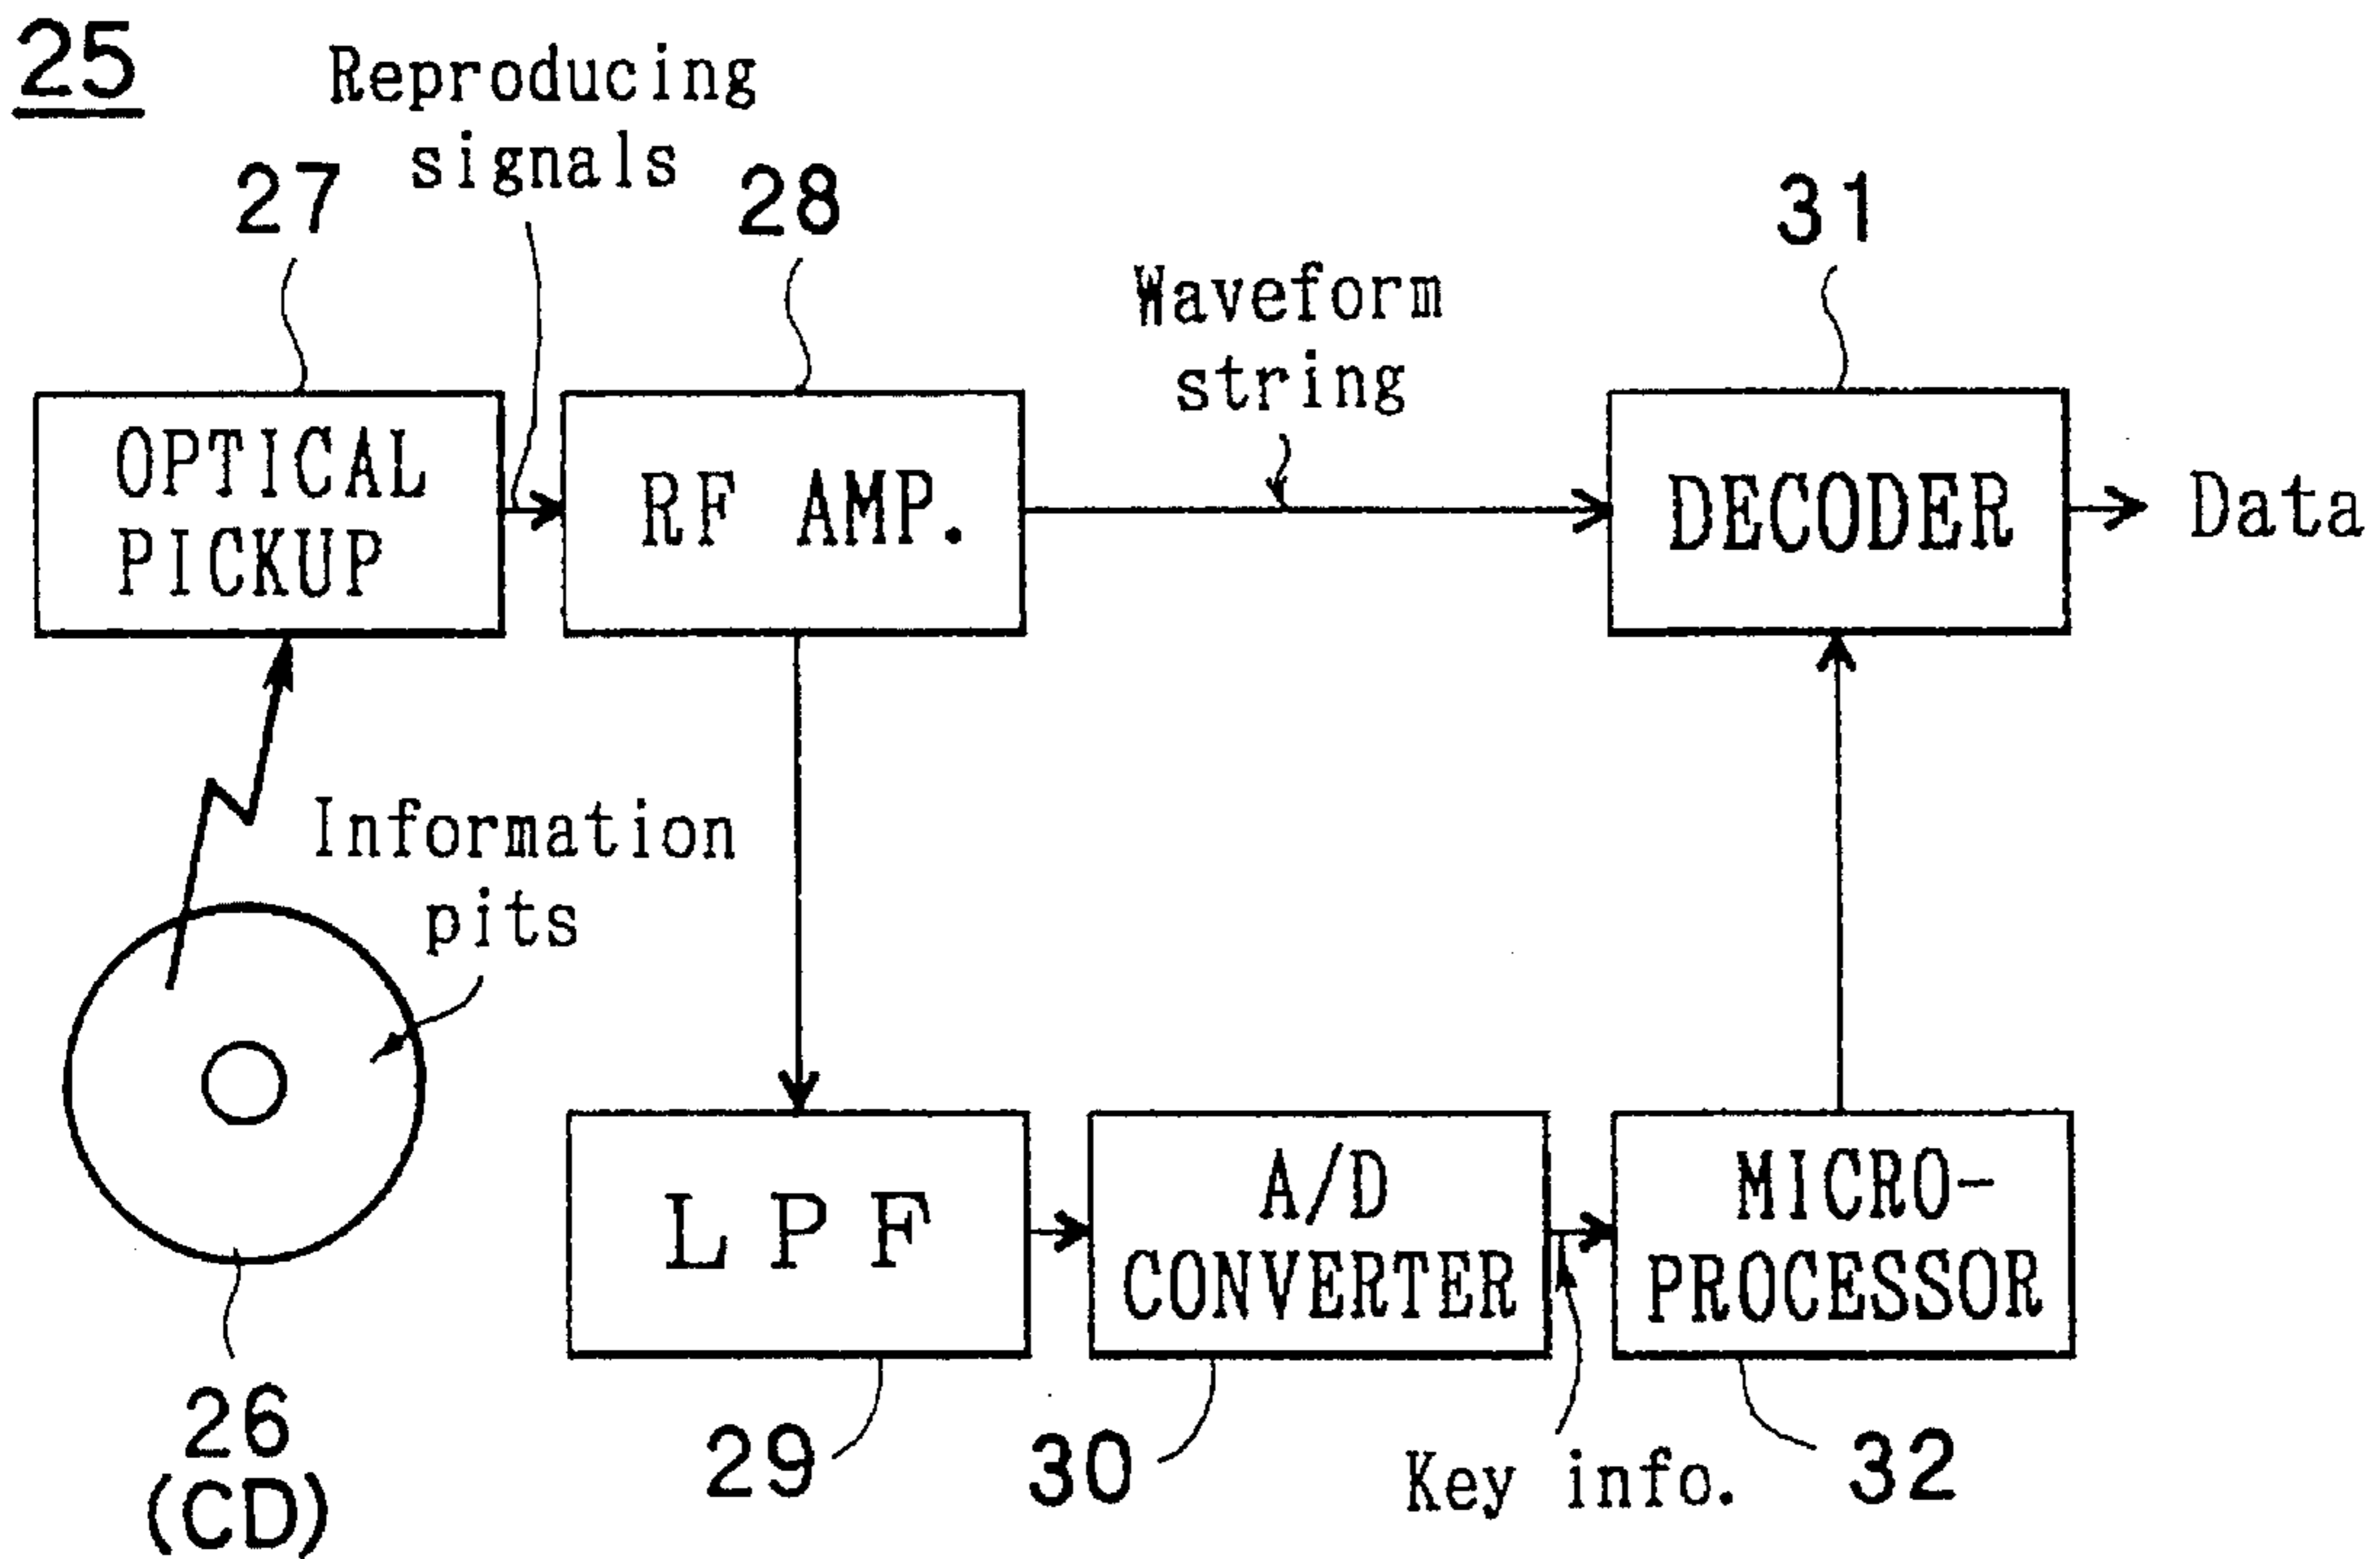 25
Reproducing
signals
27
28
31
Waveform
string
OPTICAL
PICKUP
RF AMP.
DECODER
Data
Information
pits
LPF
A/D
CONVERTER
MICRO-
PROCESSOR
26
(CD)
29
30
Key info.
32